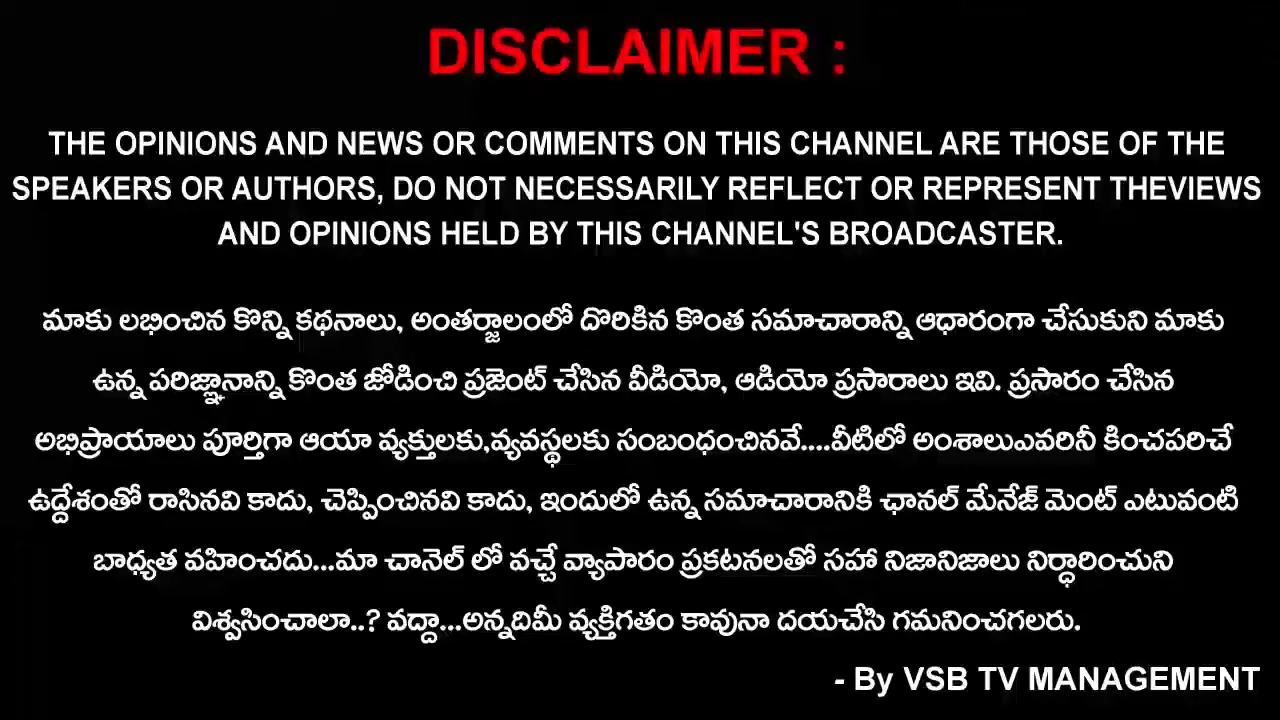 DISCLAIMER :
THE OPINIONS AND NEWS OR COMMENTS ON THIS CHANNEL ARE THOSE OF THE
SPEAKERS OR AUTHORS, DO NOT NECESSARILY REFLECT OR REPRESENT THEVIEWS
AND OPINIONS HELD BY THIS CHANNEL'S BROADCASTER.
మాకు లభించిన కొన్ని కథనాలు, అంతర్జాలంలో దొరికిన కొంత సమాచారాన్ని ఆధారంగా చేసుకుని మాకు
ఉన్న పరిజ్ఞానాన్ని కొంత జోడించి ప్రజెంట్ చేసిన వీడియో, ఆడియో ప్రసారాలు ఇవి. ప్రసారం చేసిన
అభిప్రాయాలు పూర్తిగా ఆయా వ్యక్తులకు,వ్యవస్థలకు సంబంధంచినవే....వీటిలో అంశాలుఎవరినీ కించపరిచే
ఉద్దేశంతో రాసినవి కాదు, చెప్పించినవి కాదు, ఇందులో ఉన్న సమాచారానికి ఛానల్ మేనేజ్ మెంట్ ఎటువంటి
బాధ్యత వహించదు...మా చానెల్ లో వచ్చే వ్యాపారం ప్రకటనలతో సహా నిజానిజాలు నిర్ధారించుని
విశ్వసించాలా..? వద్దా...అన్నదిమీ వ్యక్తిగతం కావునా దయచేసి గమనించగలరు.
- By VSB TV MANAGEMENT